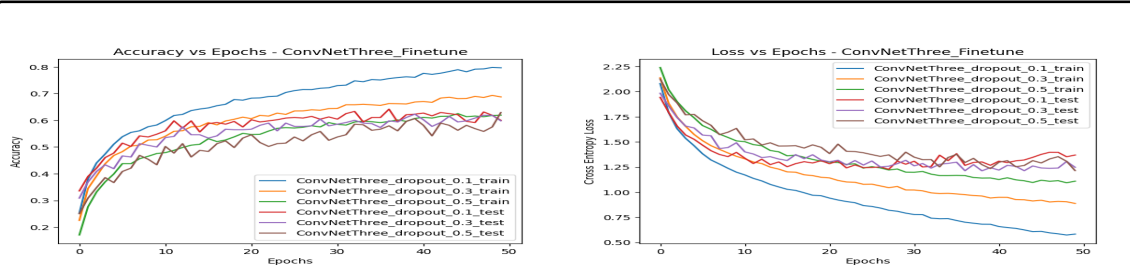 Accuracy vs Epochs - ConvNetThree_Finetune
0.8
0.7
0.6
0.5
0.4
0.3
0.2
Accuracy
ConvNetThree_dropout_0.1_train
ConvNetThree_dropout_0.3_train
ConvNetThree_dropout_0.5_train
ConvNetThree_dropout_0.1_test
ConvNetThree_dropout_0.3_test
ConvNetThree_dropout_0.5_test
0 10 20 30 40 50
Epochs
Loss vs Epochs - ConvNetThree_Finetune
2.25
2.00
1.75
1.50
1.25
1.00
0.75
0.50
Cross Entropy Loss
ConvNetThree_dropout_0.1_train
ConvNetThree_dropout_0.3_train
ConvNetThree_dropout_0.5_train
ConvNetThree_dropout_0.1_test
ConvNetThree_dropout_0.3_test
ConvNetThree_dropout_0.5_test
0 10 20 30 40 50
Epochs